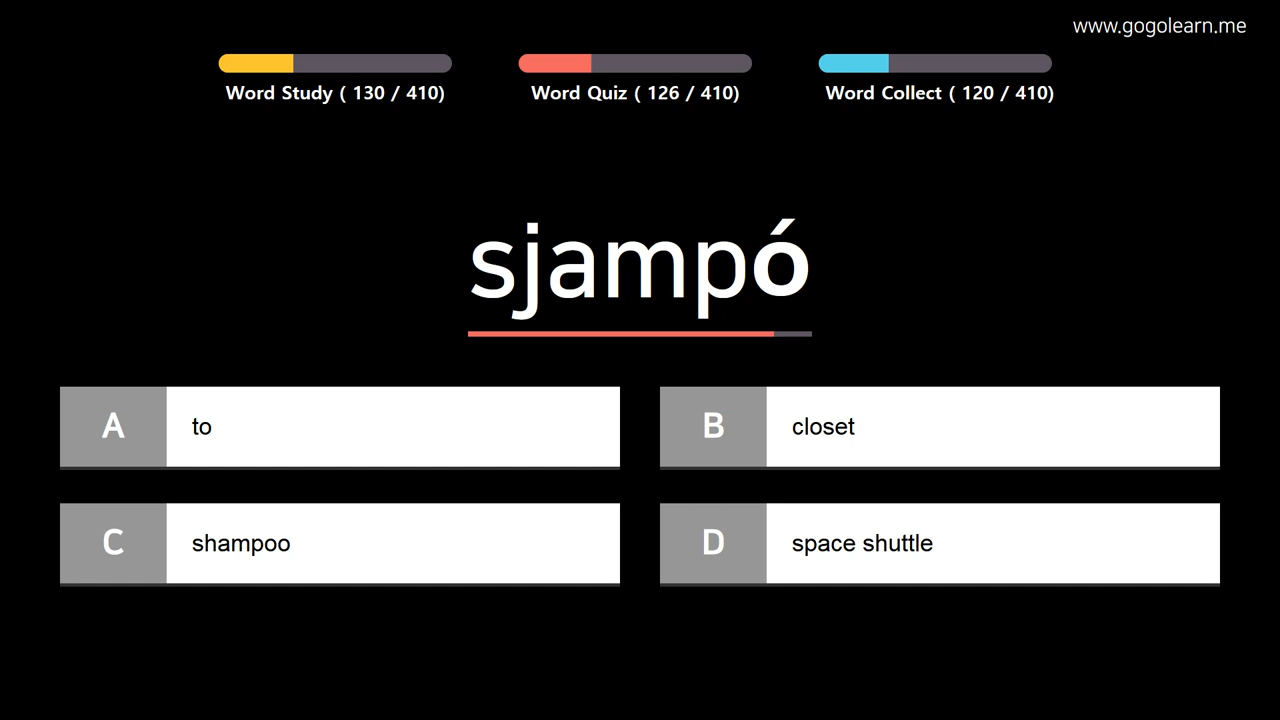 www.gogolearn.me
Word Study ( 130 / 410)
Word Quiz ( 126 / 410)
Word Collect ( 120 / 410)
sjampó
A to
B closet
C shampoo
D space shuttle